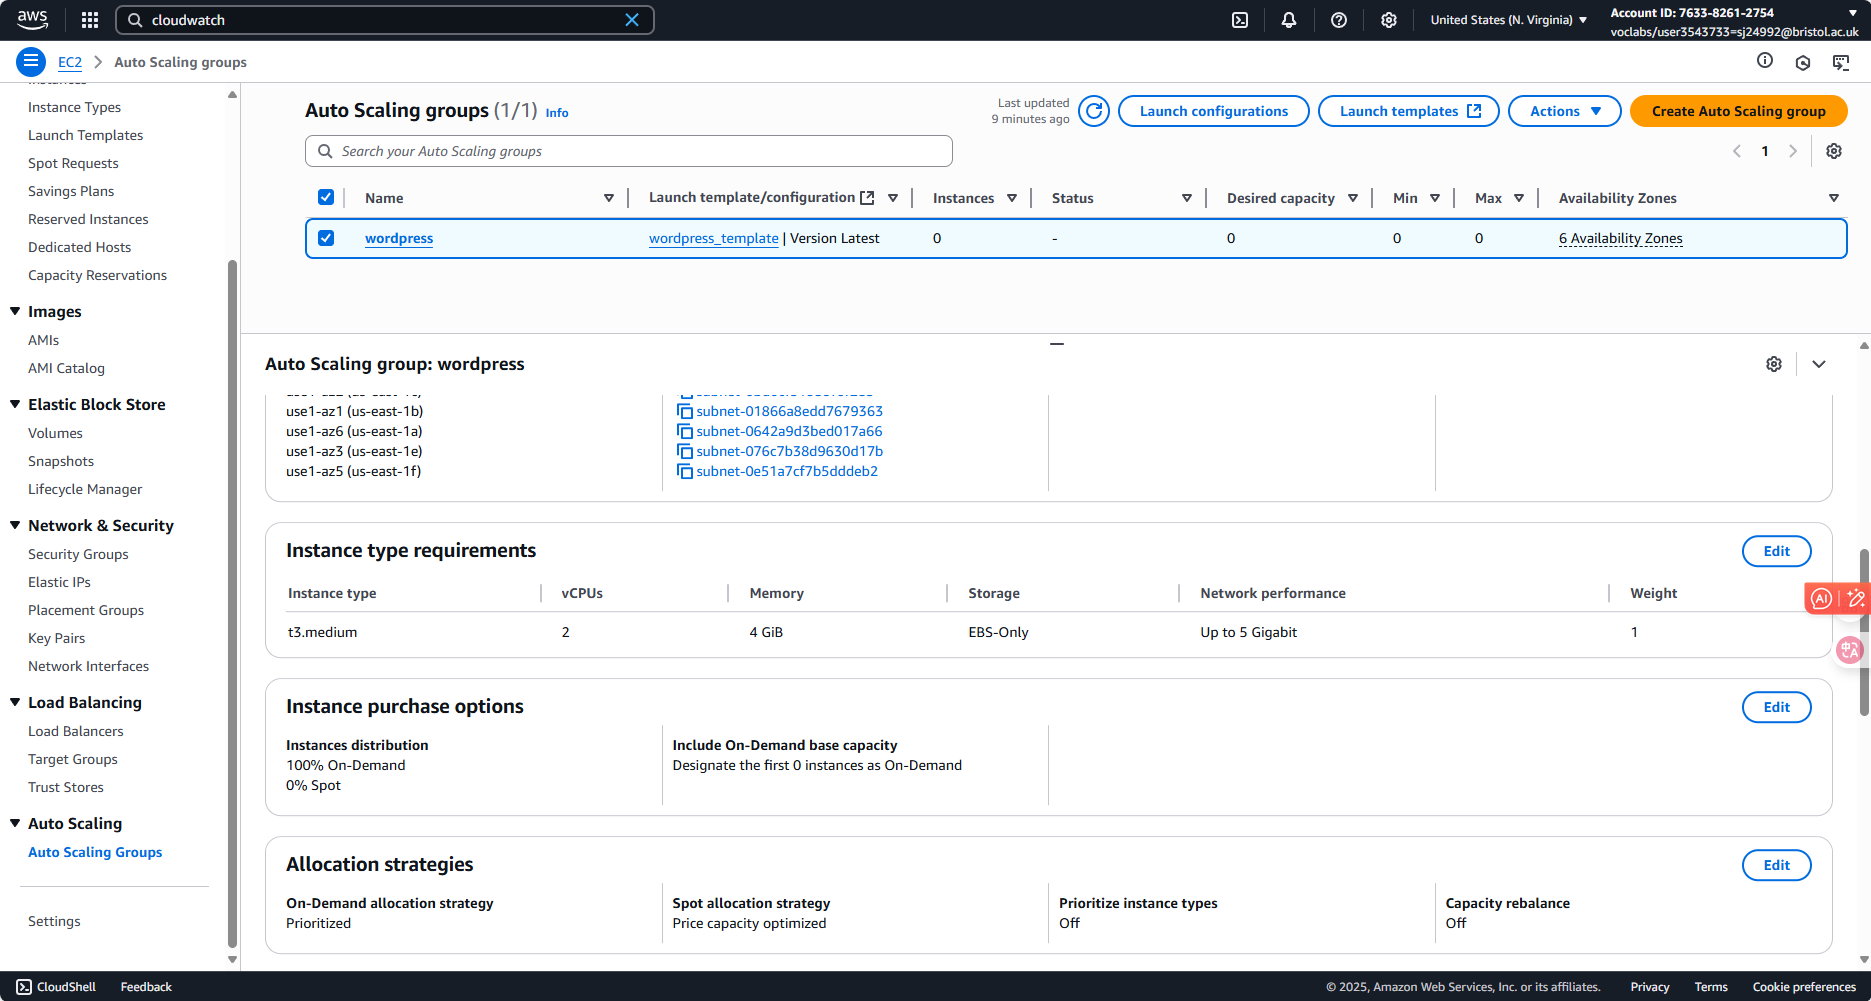 aws
cloudwatch
United States (N. Virginia)
Account ID: 7633-8261-2754
voclabs/user3543733=sj24992@bristol.ac.uk
EC2
Auto Scaling groups
Instance Types
Launch Templates
Spot Requests
Savings Plans
Reserved Instances
Dedicated Hosts
Capacity Reservations
Images
AMIs
AMI Catalog
Elastic Block Store
Volumes
Snapshots
Lifecycle Manager
Network & Security
Security Groups
Elastic IPs
Placement Groups
Key Pairs
Network Interfaces
Load Balancing
Load Balancers
Target Groups
Trust Stores
Auto Scaling
Auto Scaling Groups
Settings
Auto Scaling groups (1/1) Info
Last updated
9 minutes ago
Launch configurations
Launch templates
Actions
Create Auto Scaling group
Search your Auto Scaling groups
1
Name Launch template/configuration Instances Status Desired capacity Min Max Availability Zones
wordpress wordpress_template | Version Latest 0 - 0 0 0 6 Availability Zones
Auto Scaling group: wordpress
use1-az1 (us-east-1b) subnet-01866a8edd7679363
use1-az6 (us-east-1a) subnet-0642a9d3bed017a66
use1-az3 (us-east-1e) subnet-076c7b38d9630d17b
use1-az5 (us-east-1f) subnet-0e51a7cf7b5dddeb2
Instance type requirements
Edit
Instance type vCPUs Memory Storage Network performance Weight
t3.medium 2 4 GiB EBS-Only Up to 5 Gigabit 1
AI
Instance purchase options
Edit
Instances distribution
100% On-Demand
0% Spot
Include On-Demand base capacity
Designate the first 0 instances as On-Demand
Allocation strategies
Edit
On-Demand allocation strategy
Prioritized
Spot allocation strategy
Price capacity optimized
Prioritize instance types
Off
Capacity rebalance
Off
CloudShell
Feedback
© 2025, Amazon Web Services, Inc. or its affiliates.
Privacy
Terms
Cookie preferences